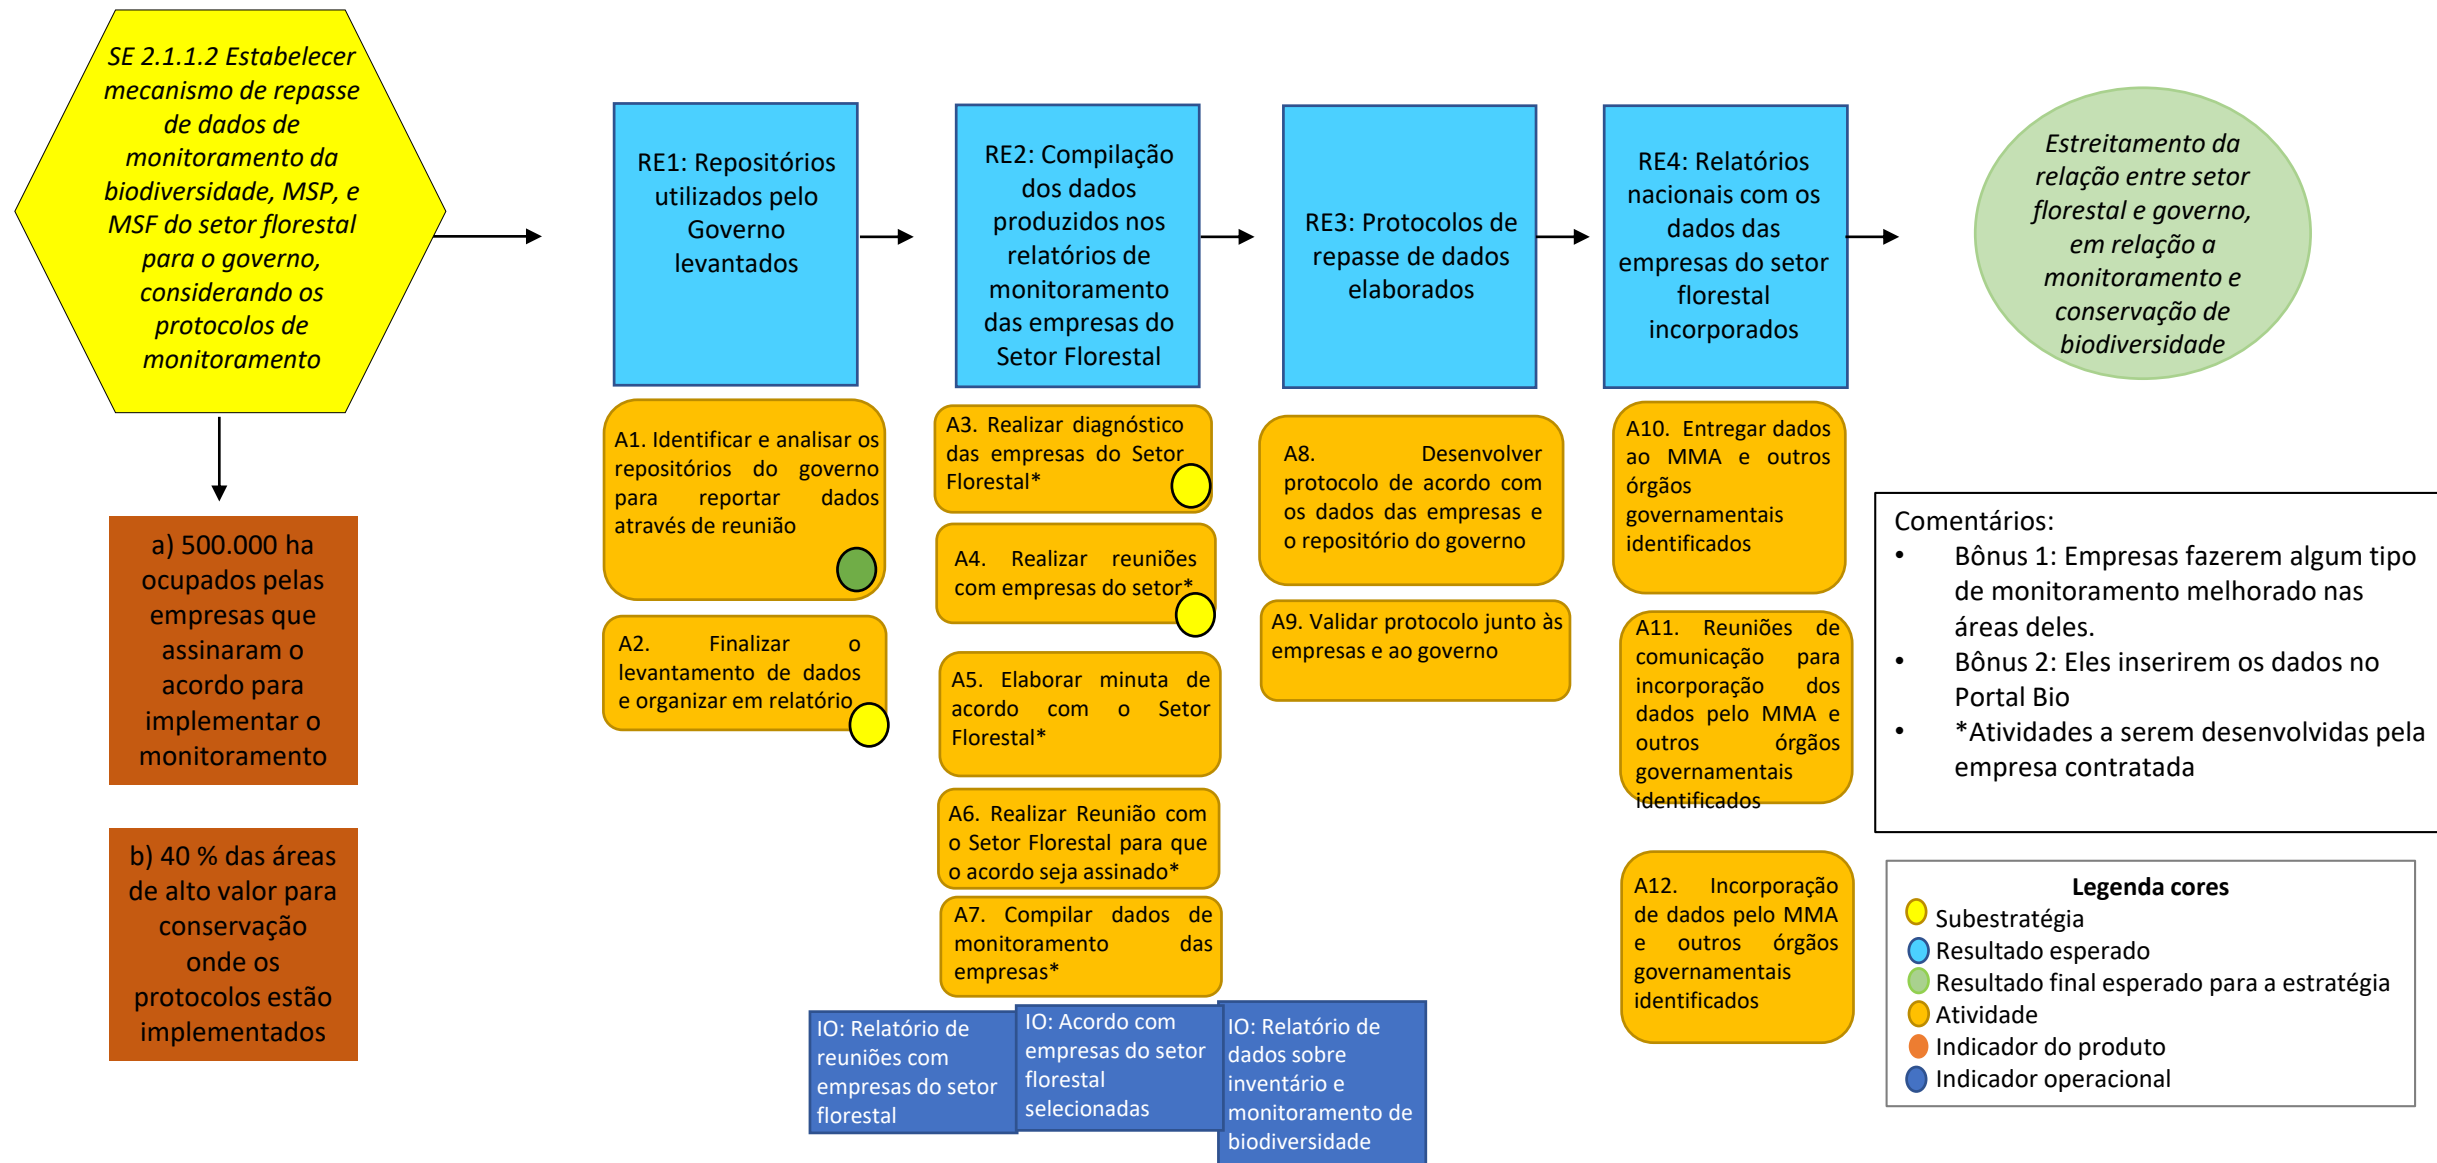 SE 2.1.1.2 Estabelecer
mecanismo de repasse
de dados de
monitoramento da
biodiversidade, MSP, e
MSF do setor florestal
para o governo,
considerando os
protocolos de
monitoramento
a) 500.000 ha
ocupados pelas
empresas que
assinaram o
acordo para
implementar o
monitoramento
b) 40 % das áreas
de alto valor para
conservação
onde os
protocolos estão
implementados
RE1: Repositórios
utilizados pelo
Governo
levantados
A1. Identificar e analisar os
repositórios do governo
para reportar dados
através de reunião
A2. Finalizar o
levantamento de dados
e organizar em relatório
RE2: Compilação
dos dados
produzidos nos
relatórios de
monitoramento
das empresas do
Setor Florestal
A3. Realizar diagnóstico
das empresas do Setor
Florestal*
A4. Realizar reuniões
com empresas do setor*
A5. Elaborar minuta de
acordo com o Setor
Florestal*
A6. Realizar Reunião com
o Setor Florestal para que
o acordo seja assinado*
A7. Compilar dados de
monitoramento das
empresas*
IO: Relatório de
reuniões com
empresas do setor
florestal
IO: Acordo com
empresas do setor
florestal
selecionadas
IO: Relatório de
dados sobre
inventário e
monitoramento de
biodiversidade
RE3: Protocolos de
repasse de dados
elaborados
A8. Desenvolver
protocolo de acordo com
os dados das empresas e
o repositório do governo
A9. Validar protocolo junto às
empresas e ao governo
RE4: Relatórios
nacionais com os
dados das
empresas do setor
florestal
incorporados
A10. Entregar dados
ao MMA e outros
órgãos
governamentais
identificados
A11. Reuniões de
comunicação para
incorporação dos
dados pelo MMA e
outros órgãos
governamentais
identificados
A12. Incorporação
de dados pelo MMA
e outros órgãos
governamentais
identificados
Estreitamento da
relação entre setor
florestal e governo,
em relação a
monitoramento e
conservação de
biodiversidade
Comentários:
• Bônus 1: Empresas fazerem algum tipo
de monitoramento melhorado nas
áreas deles.
• Bônus 2: Eles inserirem os dados no
Portal Bio
• *Atividades a serem desenvolvidas pela
empresa contratada
Legenda cores
Subestratégia
Resultado esperado
Resultado final esperado para a estratégia
Atividade
Indicador do produto
Indicador operacional